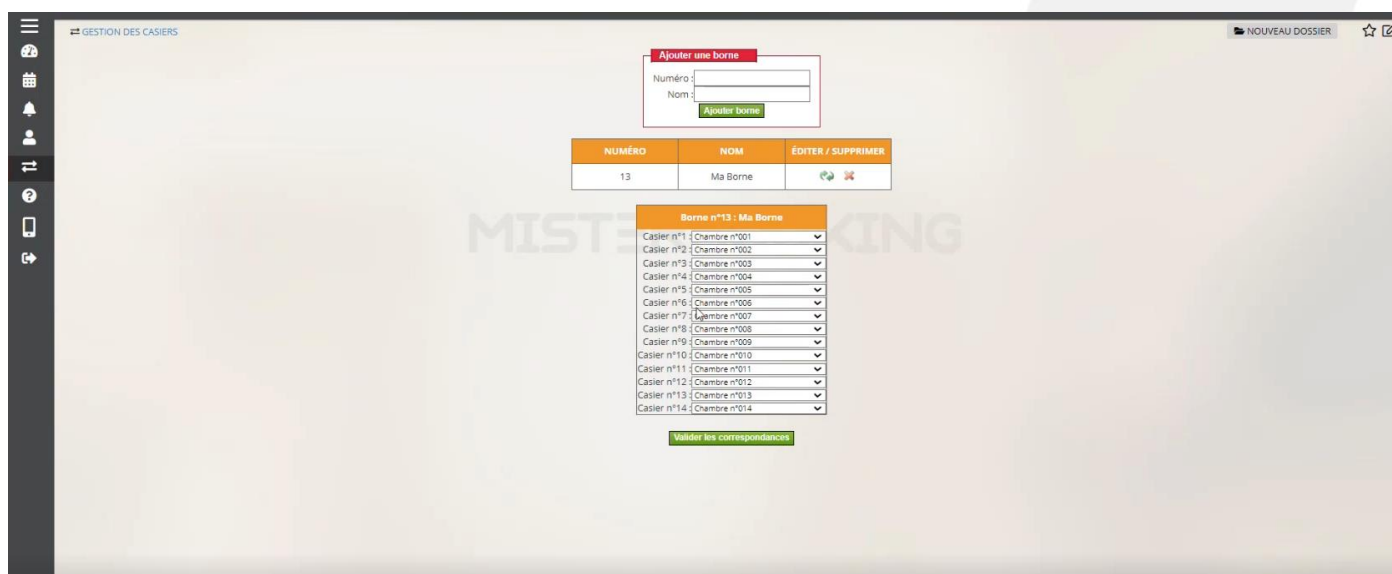 GESTION DES CASIERS
NOUVEAU DOSSIER
Ajouter une borne
Numéro :
Nom :
Ajouter borne
NUMÉRO NOM ÉDITER / SUPPRIMER
13 Ma Borne
Borne n°13 : Ma Borne
Casier n°1 : Chambre n°001
Casier n°2 : Chambre n°002
Casier n°3 : Chambre n°003
Casier n°4 : Chambre n°004
Casier n°5 : Chambre n°005
Casier n°6 : Chambre n°006
Casier n°7 : Chambre n°007
Casier n°8 : Chambre n°008
Casier n°9 : Chambre n°009
Casier n°10 : Chambre n°010
Casier n°11 : Chambre n°011
Casier n°12 : Chambre n°012
Casier n°13 : Chambre n°013
Casier n°14 : Chambre n°014
Valider les correspondances